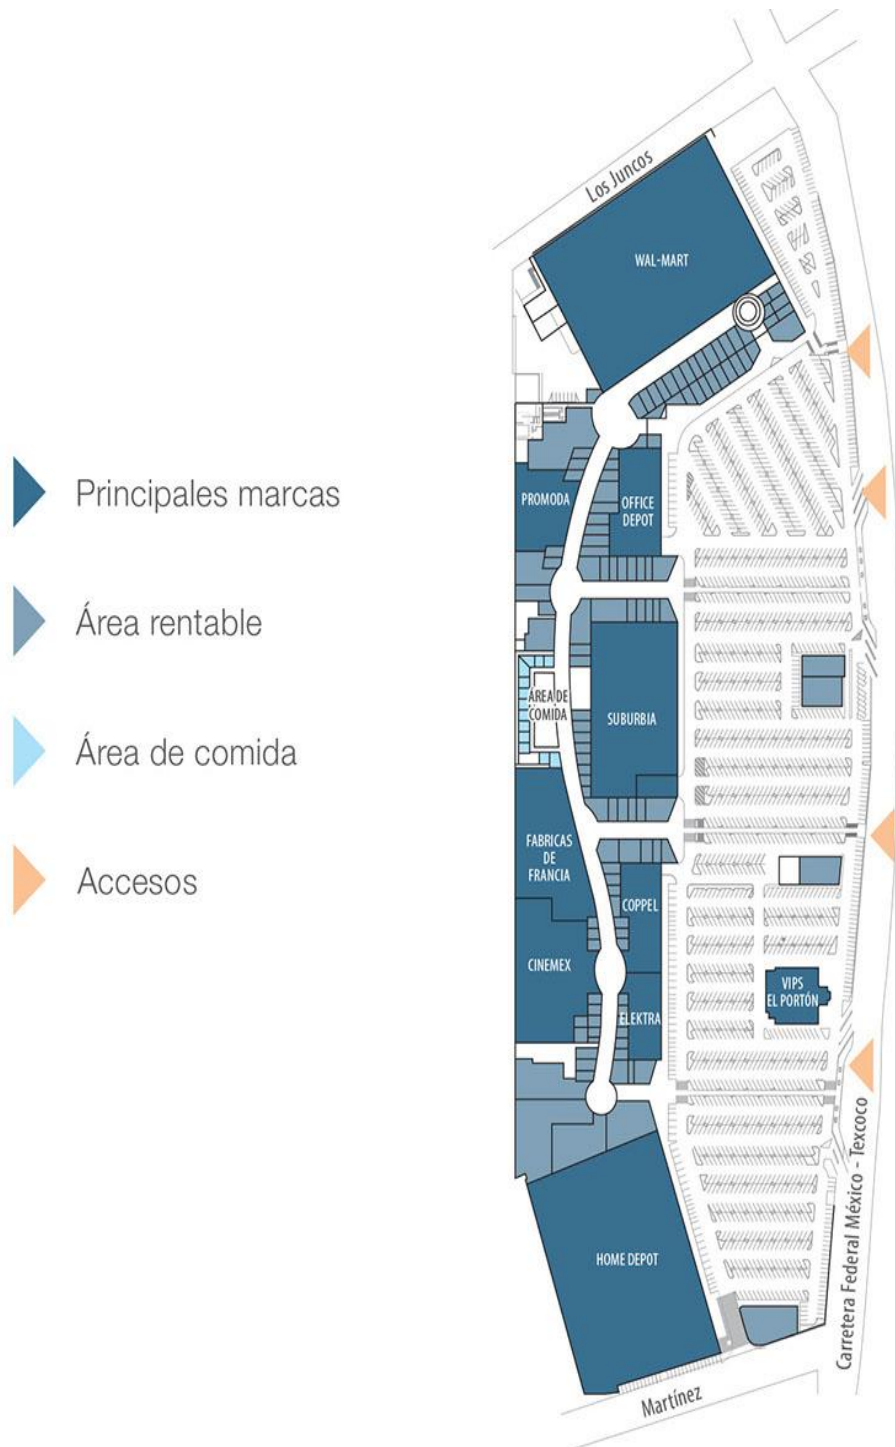 Los Juncos
WAL-MART
Principales marcas
PROMODA
OFFICE
DEPOT
Área rentable
ÁREA DE
COMIDA
SUBURBIA
Área de comida
FABRICAS
DE
FRANCIA
Accesos
COPPEL
CINEMEX
VIPS
EL PORTÓN
ELEKTRA
HOME DEPOT
Carretera Federal México - Texcoco
Martínez